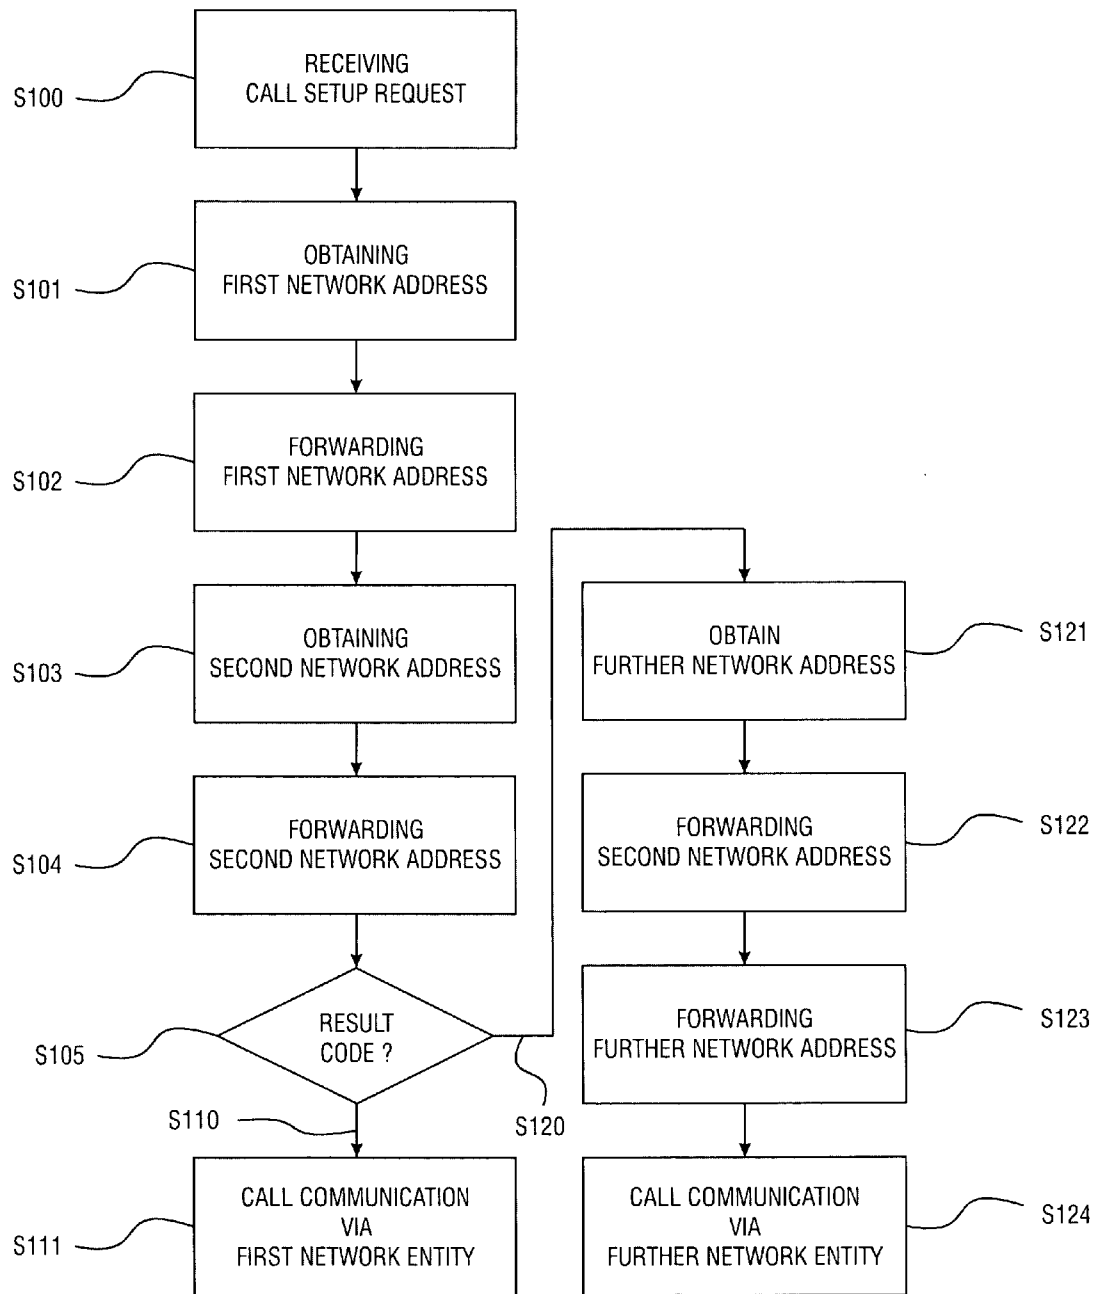 RECEIVING
CALL SETUP REQUEST
S100
OBTAINING
FIRST NETWORK ADDRESS
S101
FORWARDING
FIRST NETWORK ADDRESS
S102
OBTAINING
SECOND NETWORK ADDRESS
S103
FORWARDING
SECOND NETWORK ADDRESS
S104
RESULT
CODE ?
S105
S110
S120
CALL COMMUNICATION
VIA
FIRST NETWORK ENTITY
S111
OBTAIN
FURTHER NETWORK ADDRESS
S121
FORWARDING
SECOND NETWORK ADDRESS
S122
FORWARDING
FURTHER NETWORK ADDRESS
S123
CALL COMMUNICATION
VIA
FURTHER NETWORK ENTITY
S124